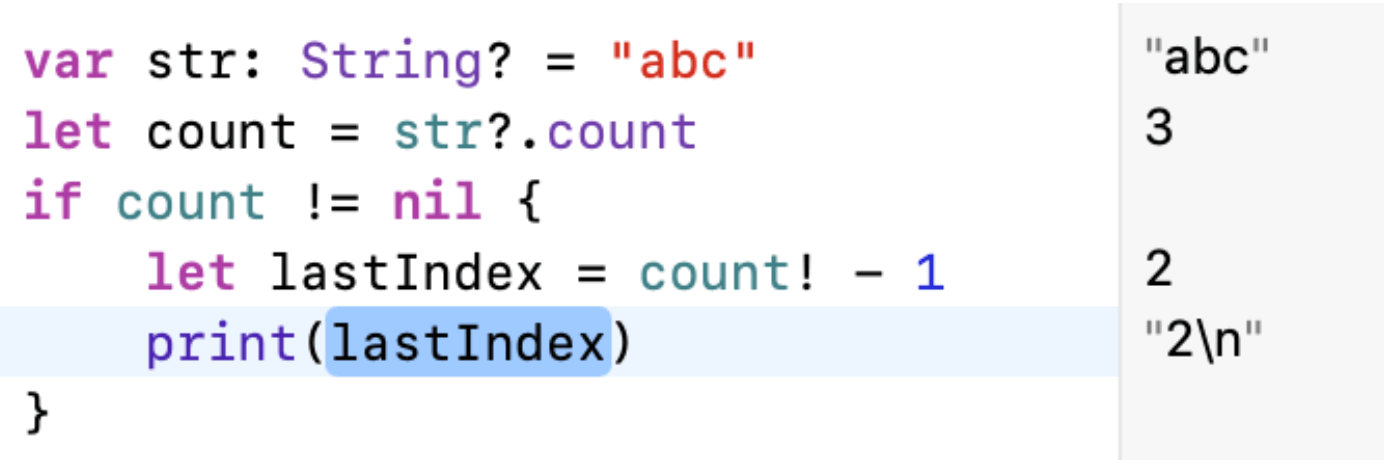 var str: String? = "abc" "abc"
let count = str?.count 3
if count != nil {
    let lastIndex = count! - 1 2
    print(lastIndex) "2\n"
}